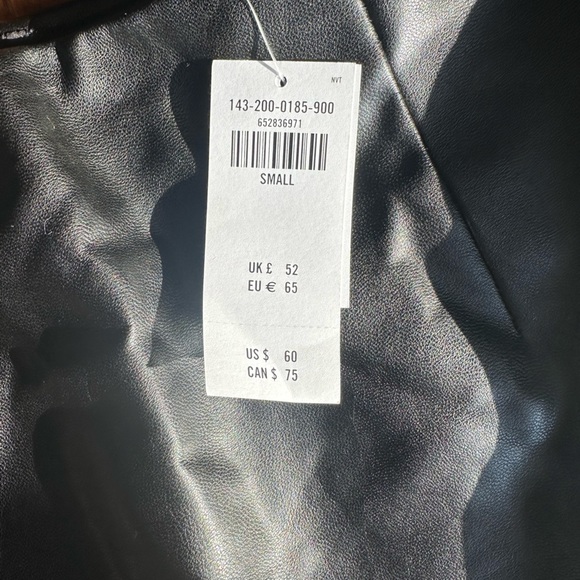 NVT
143-200-0185-900
652836971
SMALL
UK £ 52
EU € 65
US $ 60
CAN $ 75